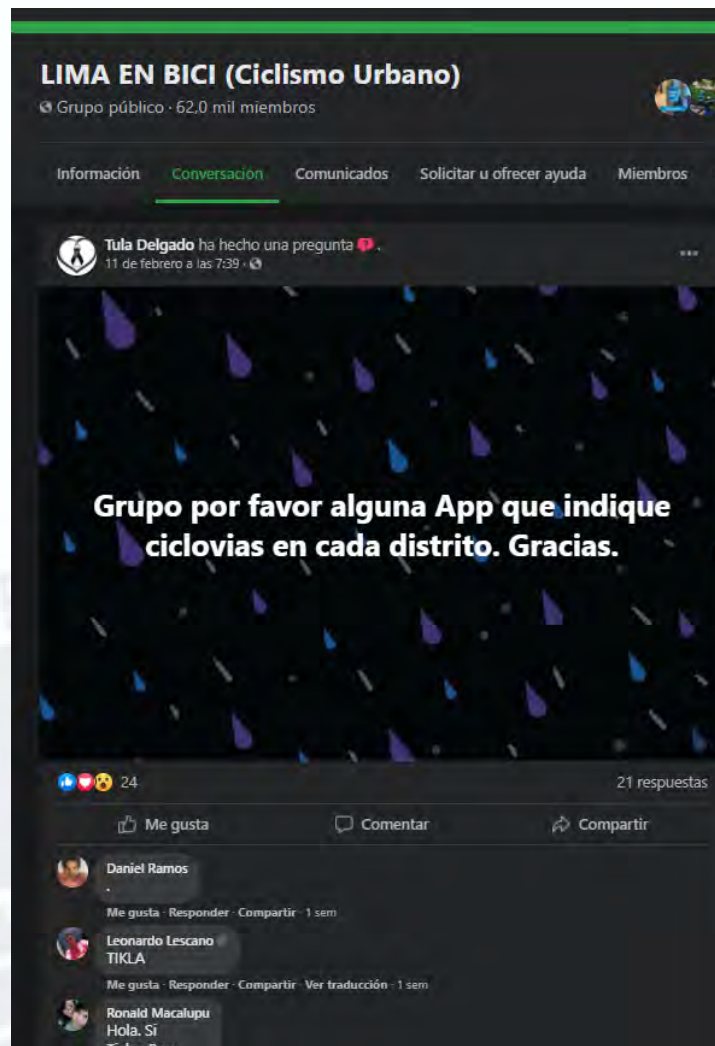 LIMA EN BICI (Ciclismo Urbano)
Grupo público · 62,0 mil miembros
Información Conversación Comunicados Solicitar u ofrecer ayuda Miembros
Tula Delgado ha hecho una pregunta .
11 de febrero a las 7:39 ·
Grupo por favor alguna App que indique
ciclovias en cada distrito. Gracias.
24 21 respuestas
Me gusta Comentar Compartir
Daniel Ramos
.
Me gusta · Responder · Compartir · 1 sem
Leonardo Lescano
TIKLA
Me gusta · Responder · Compartir · Ver traducción · 1 sem
Ronald Macalupu
Hola. Si